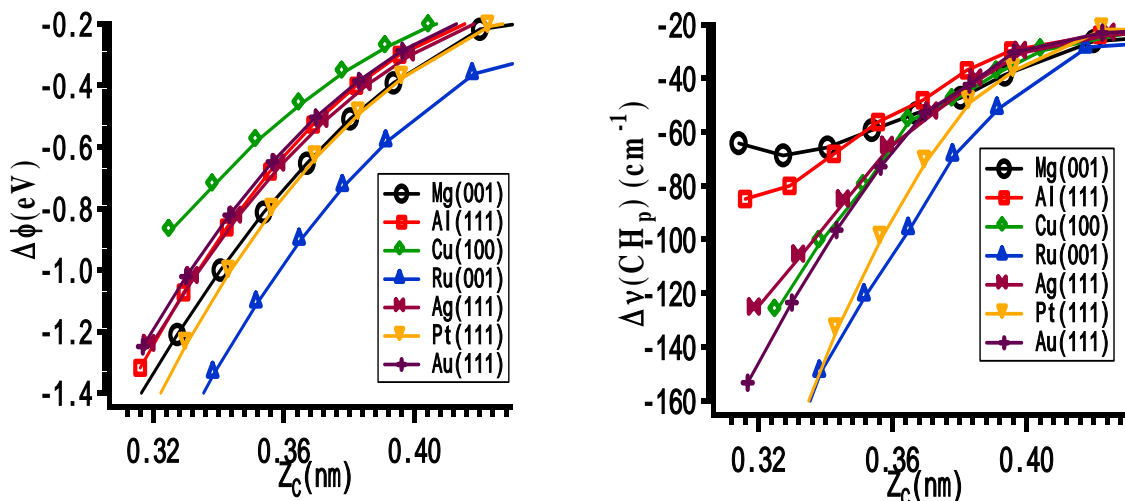 -0.2
-0.4
-0.6
-0.8
-1.0
-1.2
-1.4
Δϕ(eV)
0.32
0.36
0.40
Z_C(nm)
Mg(001)
Al(111)
Cu(100)
Ru(001)
Ag(111)
Pt(111)
Au(111)
-20
-40
-60
-80
-100
-120
-140
-160
Δγ(CH_p)(cm^-1)
0.32
0.36
0.40
Z_C(nm)
Mg(001)
Al(111)
Cu(100)
Ru(001)
Ag(111)
Pt(111)
Au(111)